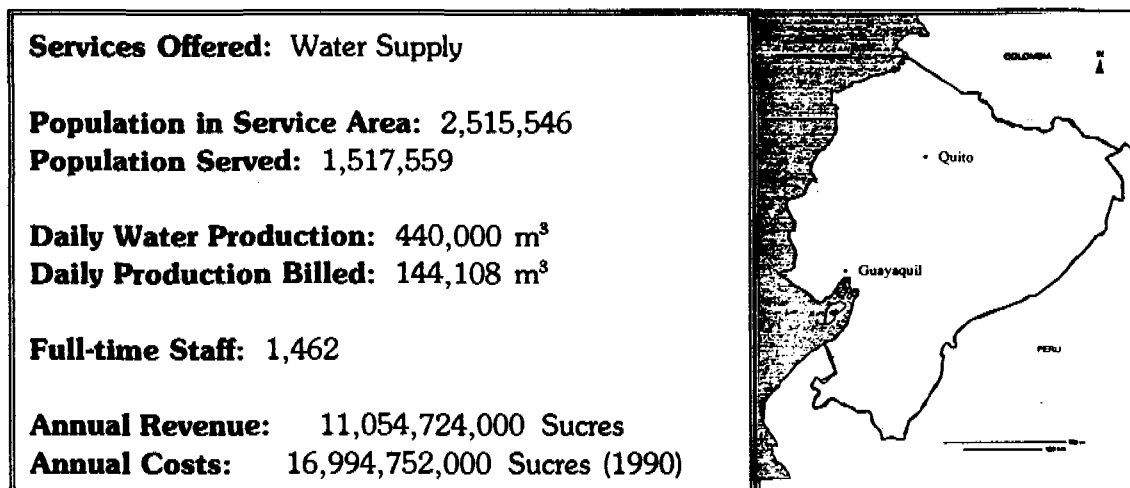 Services Offered: Water Supply
Population in Service Area: 2,515,546
Population Served: 1,517,559
Daily Water Production: 440,000 m³
Daily Production Billed: 144,108 m³
Full-time Staff: 1,462
Annual Revenue: 11,054,724,000 Sucres
Annual Costs: 16,994,752,000 Sucres (1990)
PACIFIC OCEAN
COLOMBIA
N
Quito
Guayaquil
PERU